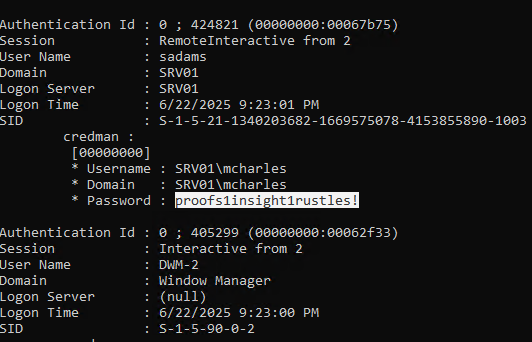 Authentication Id : 0 ; 424821 (00000000:00067b75)
Session           : RemoteInteractive from 2
User Name         : sadams
Domain            : SRV01
Logon Server      : SRV01
Logon Time        : 6/22/2025 9:23:01 PM
SID               : S-1-5-21-1340203682-1669575078-4153855890-1003
        credman :
         [00000000]
         * Username : SRV01\mcharles
         * Domain   : SRV01\mcharles
         * Password : proofs1insight1rustles!
Authentication Id : 0 ; 405299 (00000000:00062f33)
Session           : Interactive from 2
User Name         : DWM-2
Domain            : Window Manager
Logon Server      : (null)
Logon Time        : 6/22/2025 9:23:00 PM
SID               : S-1-5-90-0-2